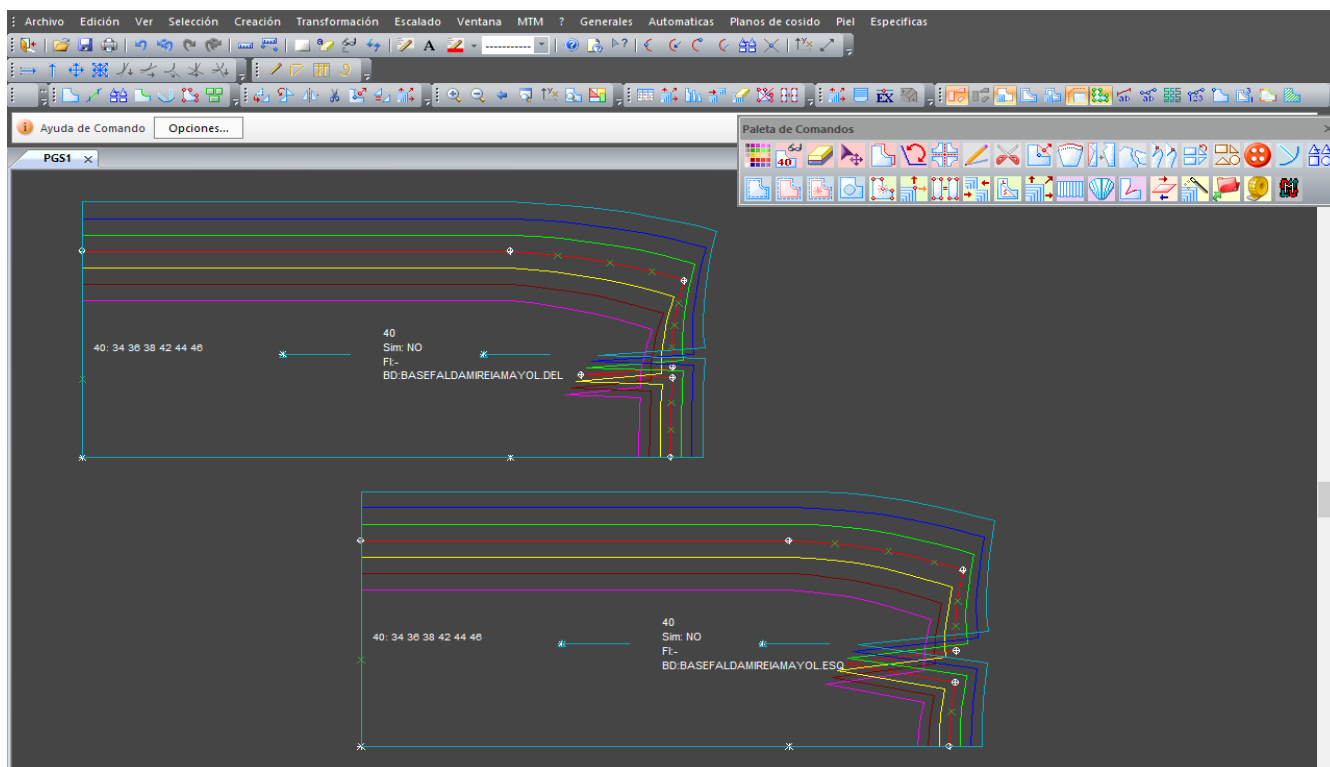 Archivo Edición Ver Selección Creación Transformación Escalado Ventana MTM ? Generales Automaticas Planos de cosido Piel Especificas
Ayuda de Comando Opciones...
Paleta de Comandos
40
PGS1
40
Sim: NO
40: 34 36 38 42 44 46
FI:-
BD:BASEFALDAMIREIAMAYOL.DEL
40
Sim: NO
40: 34 36 38 42 44 46
FI:-
BD:BASEFALDAMIREIAMAYOL.ESQ